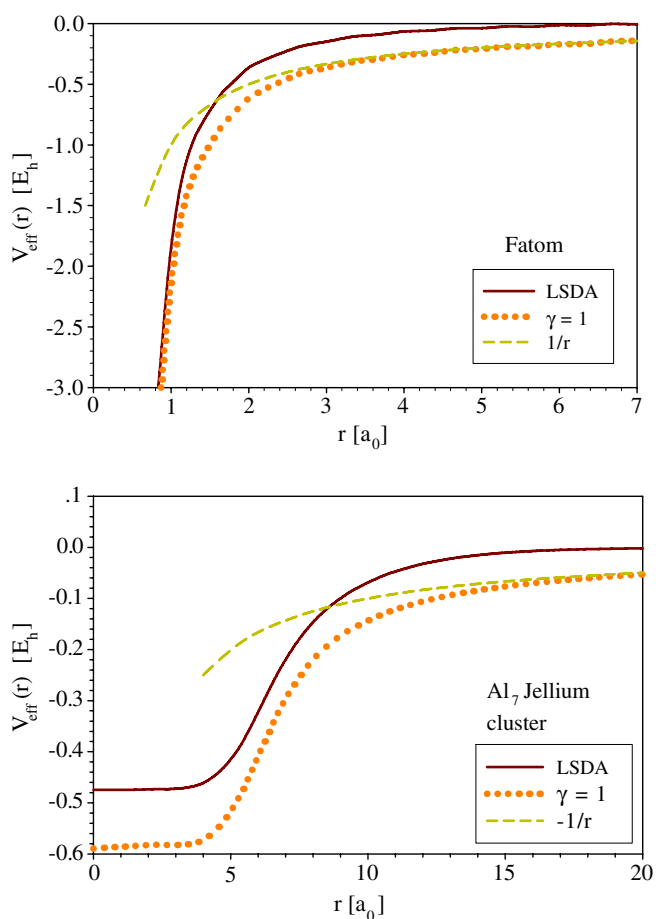 0.0
-0.5
-1.0
-1.5
-2.0
-2.5
-3.0
V_eff(r) [E_h]
Fatom
LSDA
γ = 1
1/r
0 1 2 3 4 5 6 7
r [a_0]
.1
0.0
-0.1
-0.2
-0.3
-0.4
-0.5
-0.6
V_eff(r) [E_h]
Al_7 Jellium
cluster
LSDA
γ = 1
-1/r
0 5 10 15 20
r [a_0]